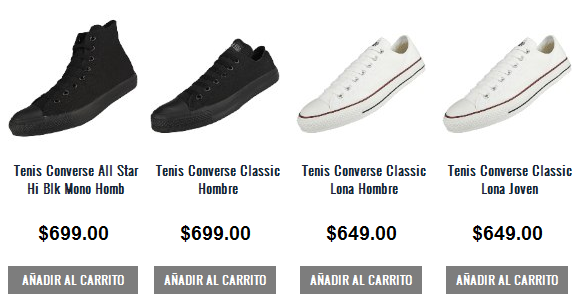 Tenis Converse All Star
Hi Blk Mono Homb
$699.00
AÑADIR AL CARRITO
Tenis Converse Classic
Hombre
$699.00
AÑADIR AL CARRITO
Tenis Converse Classic
Lona Hombre
$649.00
AÑADIR AL CARRITO
Tenis Converse Classic
Lona Joven
$649.00
AÑADIR AL CARRITO